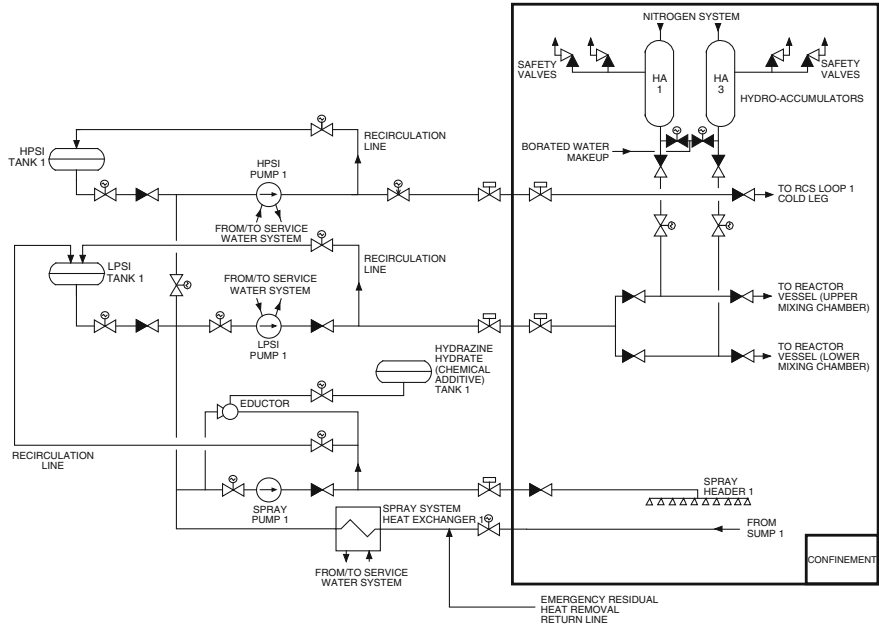 NITROGEN SYSTEM
SAFETY
VALVES
HA
1
HA
3
SAFETY
VALVES
HYDRO-ACCUMULATORS
HPSI
TANK 1
RECIRCULATION
LINE
BORATED WATER
MAKEUP
HPSI
PUMP 1
TO RCS LOOP 1
COLD LEG
FROM/TO SERVICE
WATER SYSTEM
LPSI
TANK 1
FROM/TO SERVICE
WATER SYSTEM
RECIRCULATION
LINE
TO REACTOR
VESSEL (UPPER
MIXING CHAMBER)
LPSI
PUMP 1
HYDRAZINE
HYDRATE
(CHEMICAL
ADDITIVE)
TANK 1
TO REACTOR
VESSEL (LOWER
MIXING CHAMBER)
EDUCTOR
RECIRCULATION
LINE
SPRAY
PUMP 1
SPRAY SYSTEM
HEAT EXCHANGER 1
SPRAY
HEADER 1
FROM
SUMP 1
FROM/TO SERVICE
WATER SYSTEM
CONFINEMENT
EMERGENCY RESIDUAL
HEAT REMOVAL
RETURN LINE